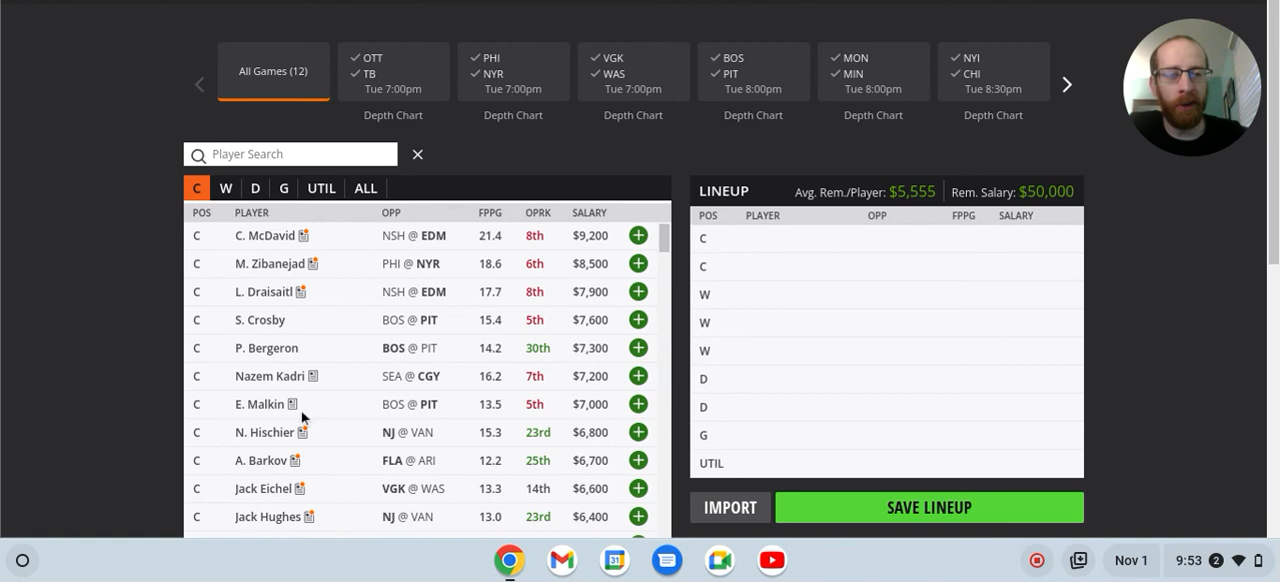 All Games (12)
OTT
TB
Tue 7:00pm
Depth Chart
PHI
NYR
Tue 7:00pm
Depth Chart
VGK
WAS
Tue 7:00pm
Depth Chart
BOS
PIT
Tue 8:00pm
Depth Chart
MON
MIN
Tue 8:00pm
Depth Chart
NYI
CHI
Tue 8:30pm
Depth Chart
Player Search
C W D G UTIL ALL
POS PLAYER OPP FPPG OPRK SALARY
C C. McDavid NSH @ EDM 21.4 8th $9,200
C M. Zibanejad PHI @ NYR 18.6 6th $8,500
C L. Draisaitl NSH @ EDM 17.7 8th $7,900
C S. Crosby BOS @ PIT 15.4 5th $7,600
C P. Bergeron BOS @ PIT 14.2 30th $7,300
C Nazem Kadri SEA @ CGY 16.2 7th $7,200
C E. Malkin BOS @ PIT 13.5 5th $7,000
C N. Hischier NJ @ VAN 15.3 23rd $6,800
C A. Barkov FLA @ ARI 12.2 25th $6,700
C Jack Eichel VGK @ WAS 13.3 14th $6,600
C Jack Hughes NJ @ VAN 13.0 23rd $6,400
LINEUP Avg. Rem./Player: $5,555 Rem. Salary: $50,000
POS PLAYER OPP FPPG SALARY
C
C
W
W
W
D
D
G
UTIL
IMPORT SAVE LINEUP
31
Nov 1 9:53 2